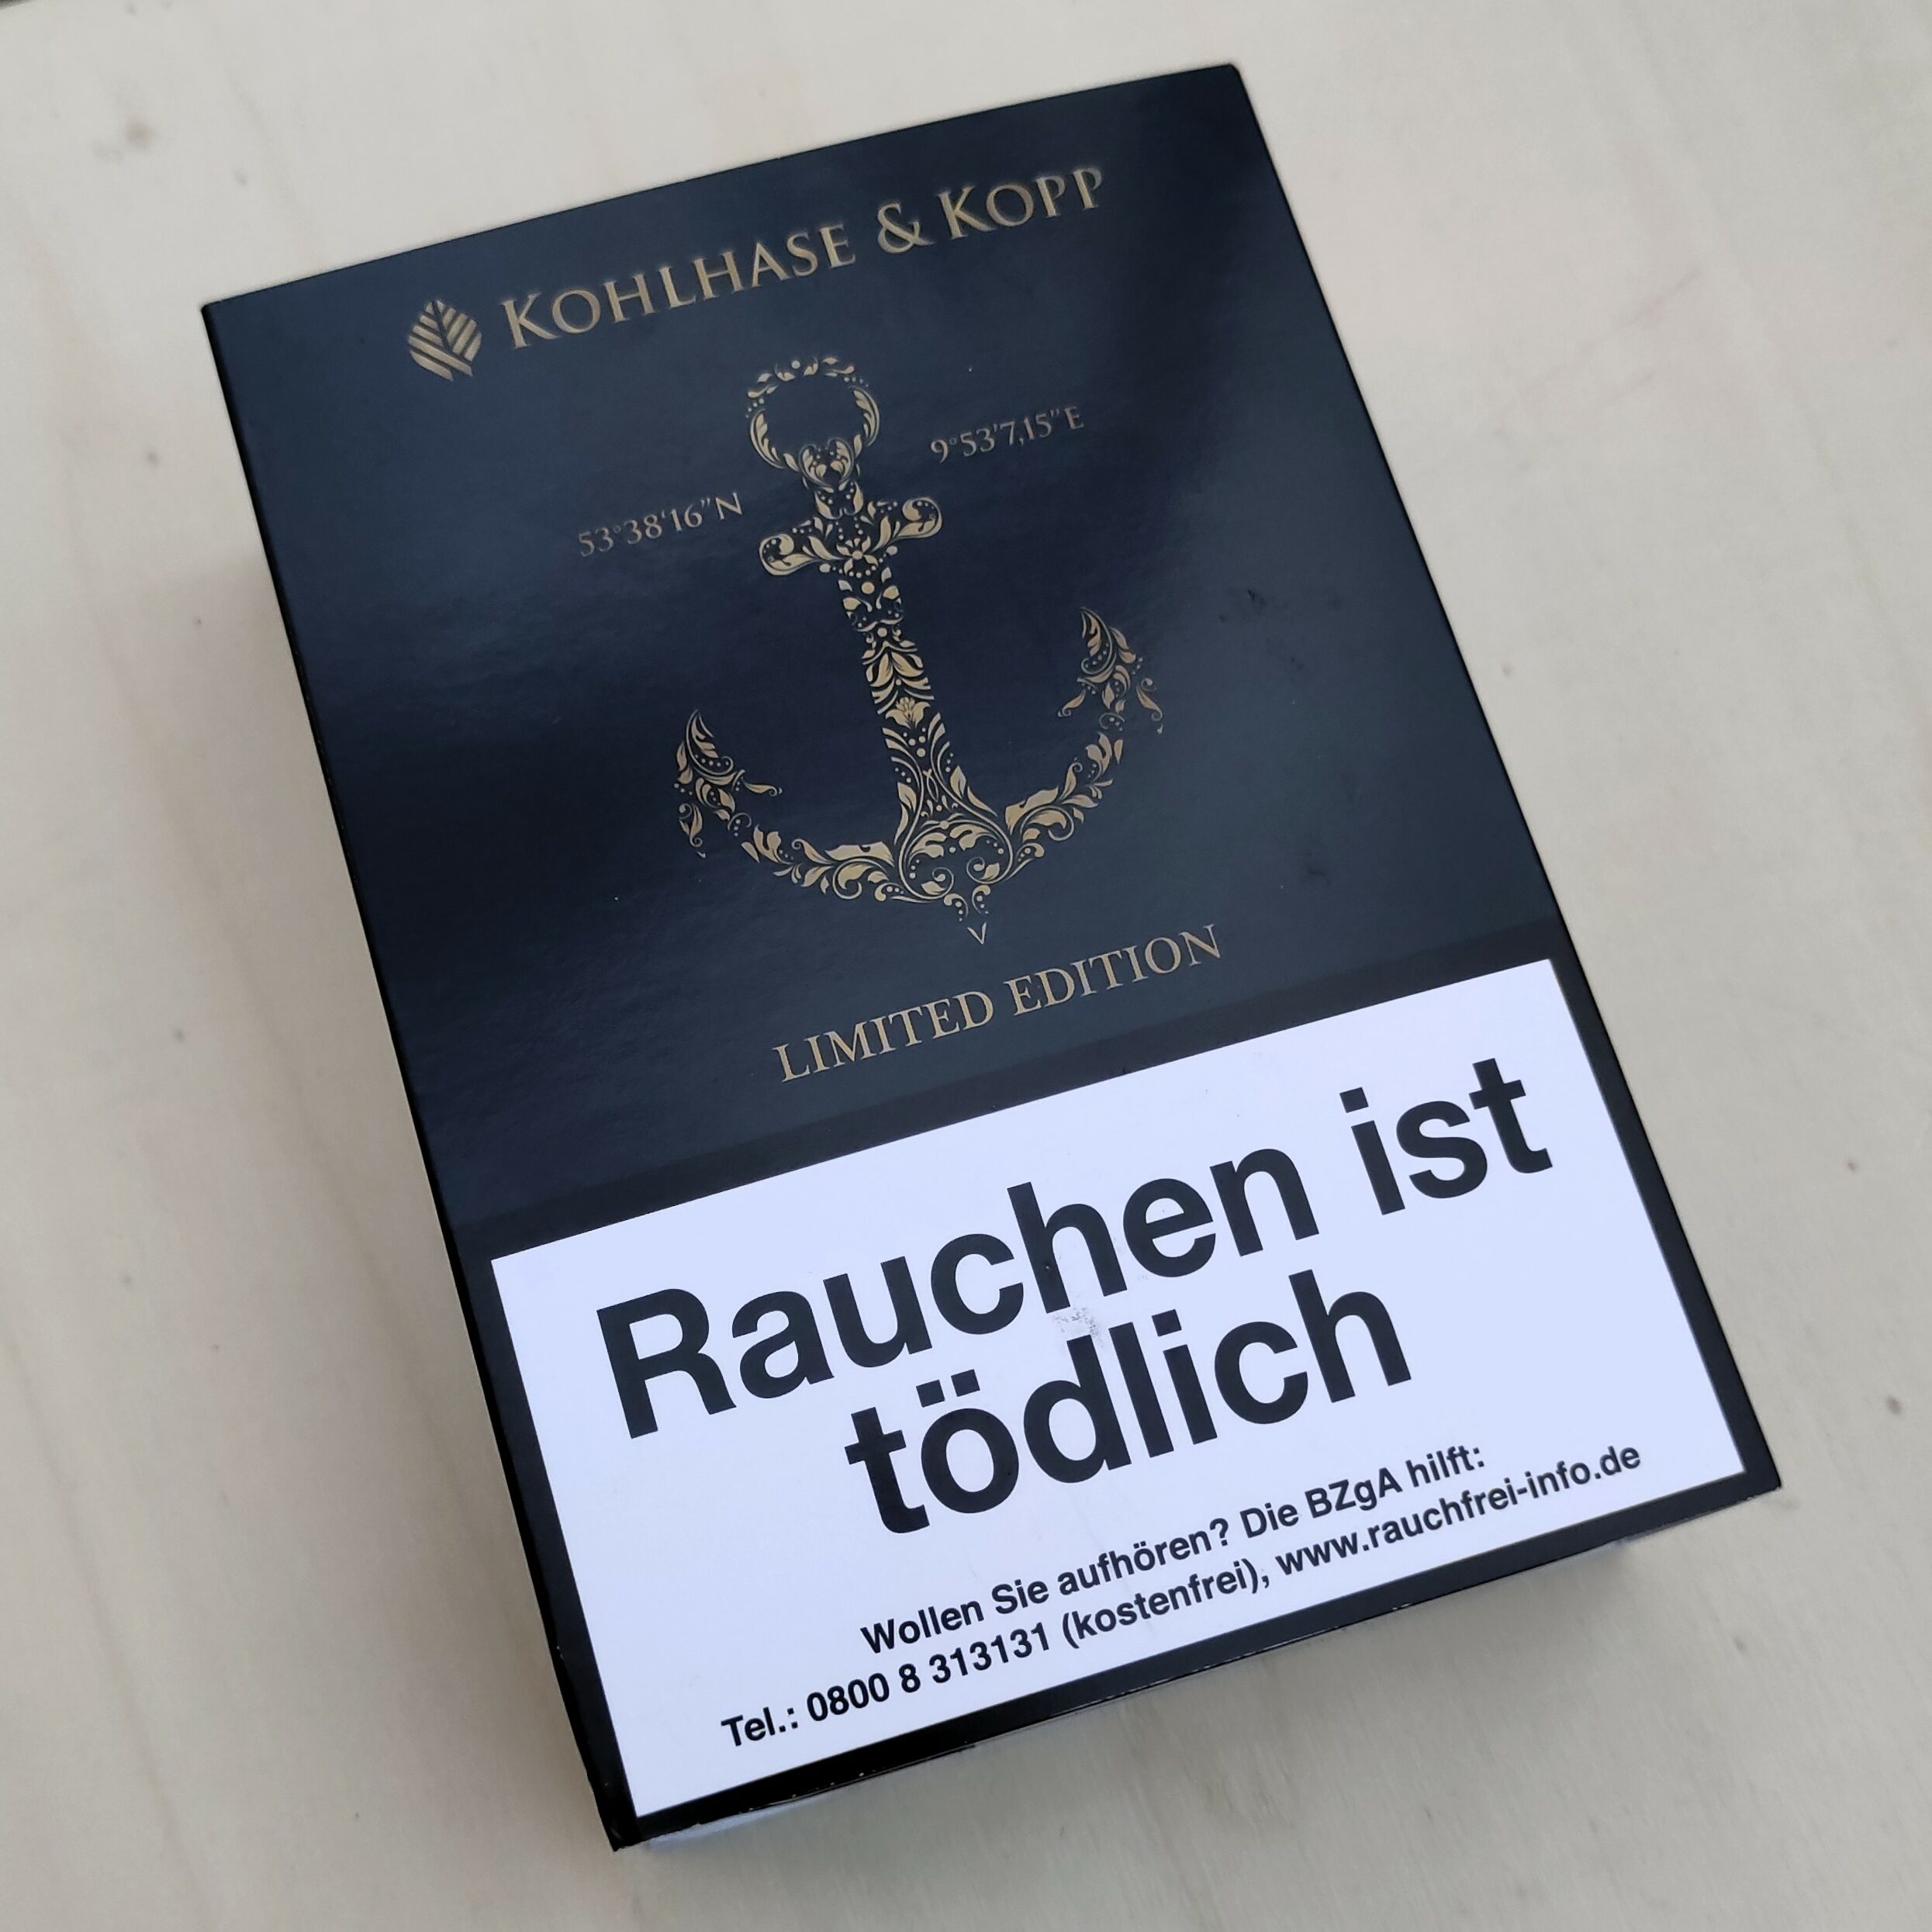 KOHLHASE & KOPP
53°38'16"N
9°53'7,15"E
LIMITED EDITION
Rauchen ist
tödlich
Wollen Sie aufhören? Die BZgA hilft:
Tel.: 0800 8 313131 (kostenfrei), www.rauchfrei-info.de